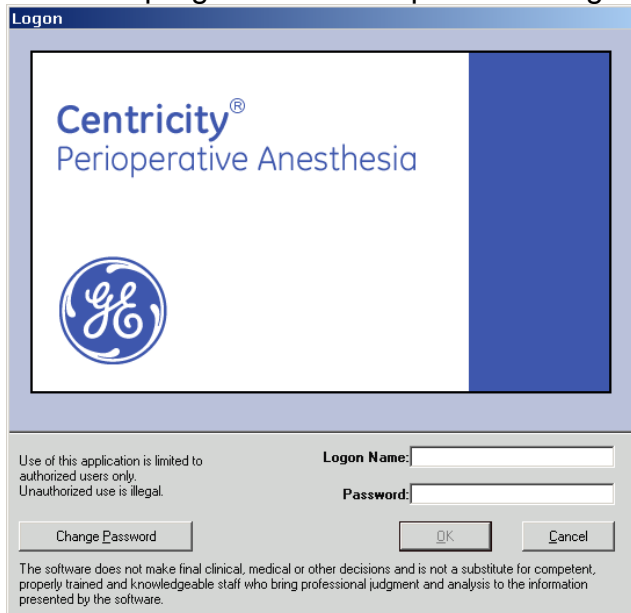 Logon
Centricity®
Perioperative Anesthesia
GE
Use of this application is limited to
authorized users only.
Unauthorized use is illegal.
Logon Name:
Password:
Change Password
OK
Cancel
The software does not make final clinical, medical or other decisions and is not a substitute for competent,
properly trained and knowledgeable staff who bring professional judgment and analysis to the information
presented by the software.